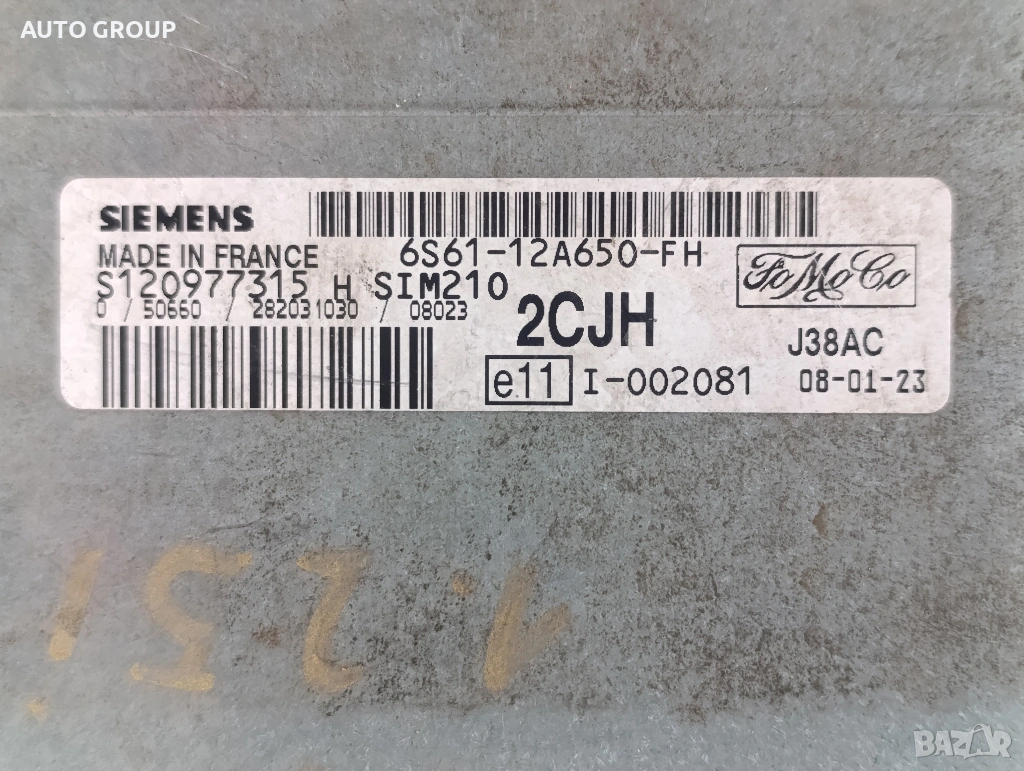 AUTO GROUP
SIEMENS
MADE IN FRANCE
6S61-12A650-FH
FoMoCo
S120977315 H SIM210
0 / 50660 / 282031030 / 08023
2CJH
J38AC
e11 I-002081
08-01-23
1.25i
BAZAR